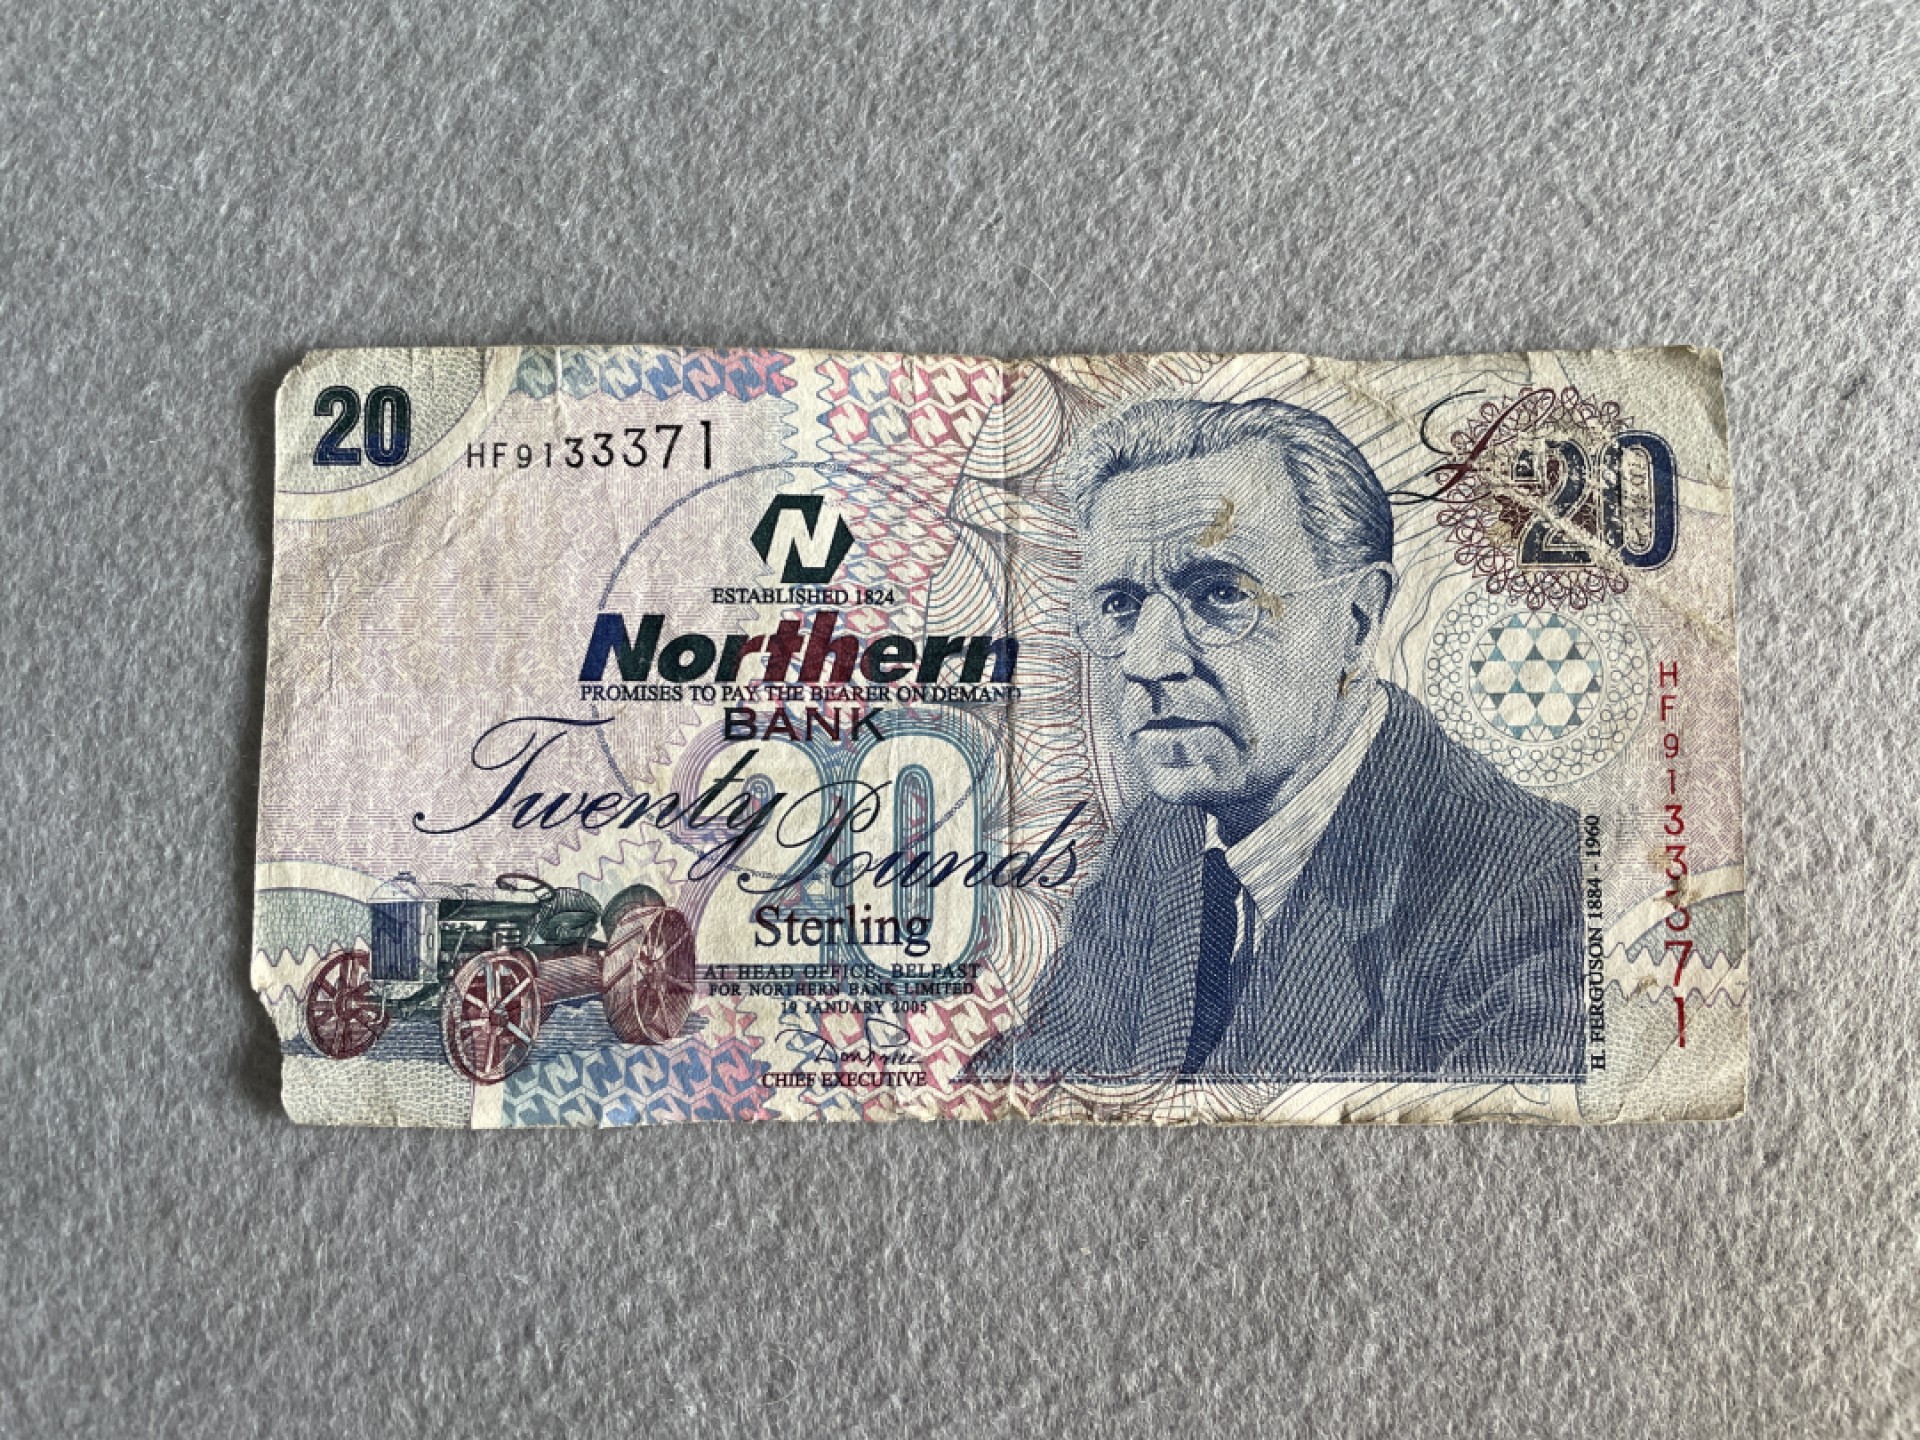 20
HF9133371
£20
N
ESTABLISHED 1824
Northern
PROMISES TO PAY THE BEARER ON DEMAND
BANK
Twenty Pounds
20
Sterling
AT HEAD OFFICE, BELFAST
FOR NORTHERN BANK LIMITED
19 JANUARY 2005
CHIEF EXECUTIVE
H. FERGUSON 1884 - 1960
HF9133371